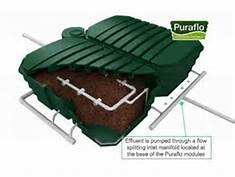 Puraflo
Effluent is pumped through a flow
splitting inlet manifold located at
the base of the Puraflo modules